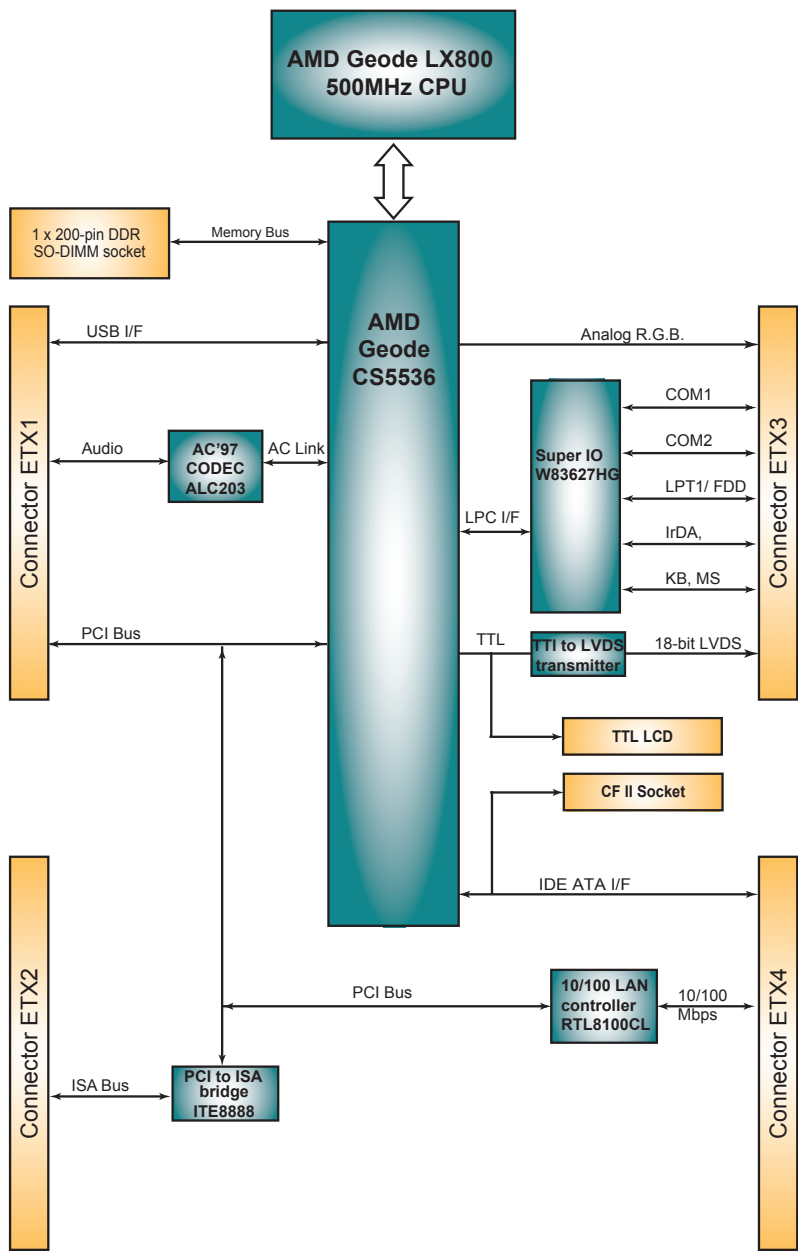 AMD Geode LX800
500MHz CPU
1 x 200-pin DDR
SO-DIMM socket
Memory Bus
AMD
Geode
CS5536
Connector ETX1
USB I/F
Audio
AC'97
CODEC
ALC203
AC Link
PCI Bus
Analog R.G.B.
Super IO
W83627HG
LPC I/F
COM1
COM2
LPT1/ FDD
IrDA,
KB, MS
Connector ETX3
TTL
TTI to LVDS
transmitter
18-bit LVDS
TTL LCD
CF II Socket
IDE ATA I/F
Connector ETX2
PCI Bus
10/100 LAN
controller
RTL8100CL
10/100
Mbps
Connector ETX4
ISA Bus
PCI to ISA
bridge
ITE8888